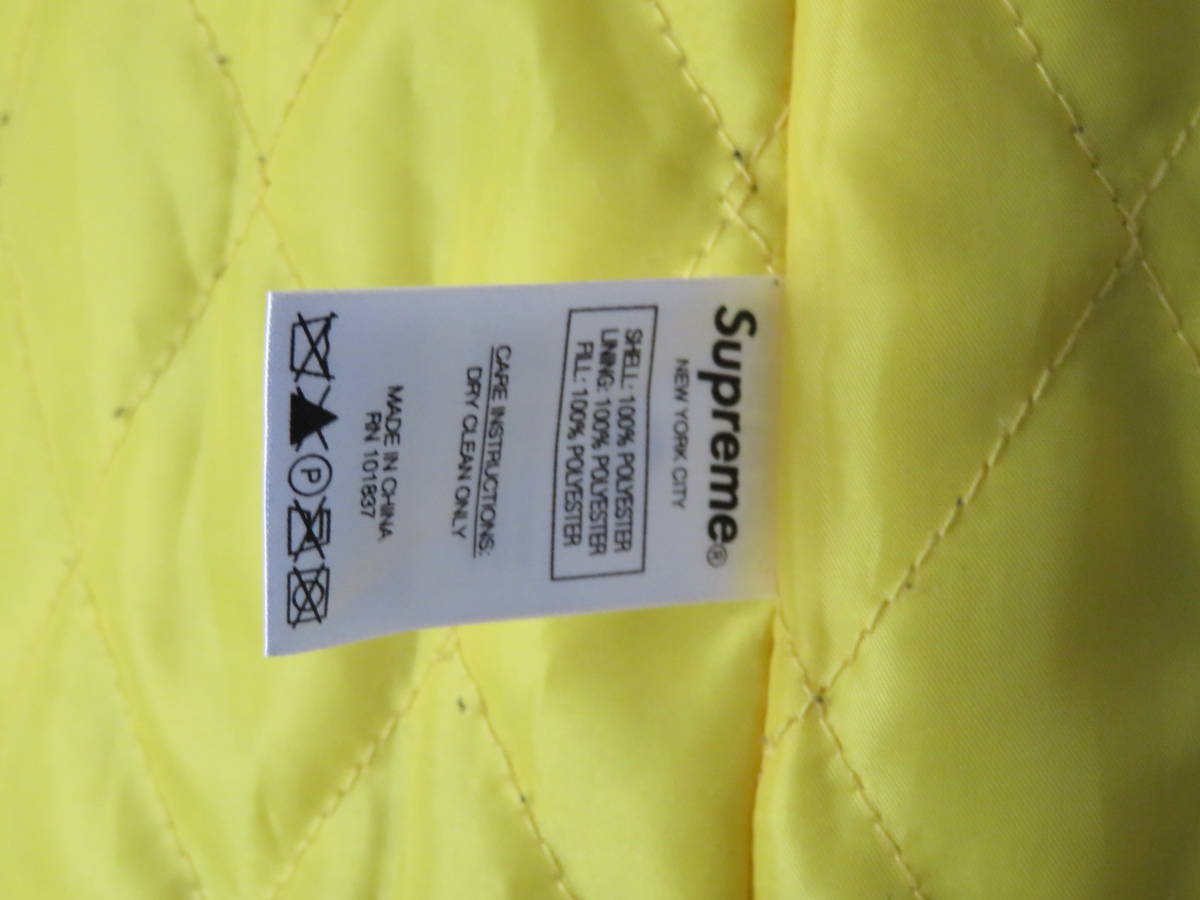 Supreme®
NEW YORK CITY
SHELL: 100% POLYESTER
LINING: 100% POLYESTER
FILL: 100% POLYESTER
CARE INSTRUCTIONS:
DRY CLEAN ONLY
MADE IN CHINA
RN 101837
P